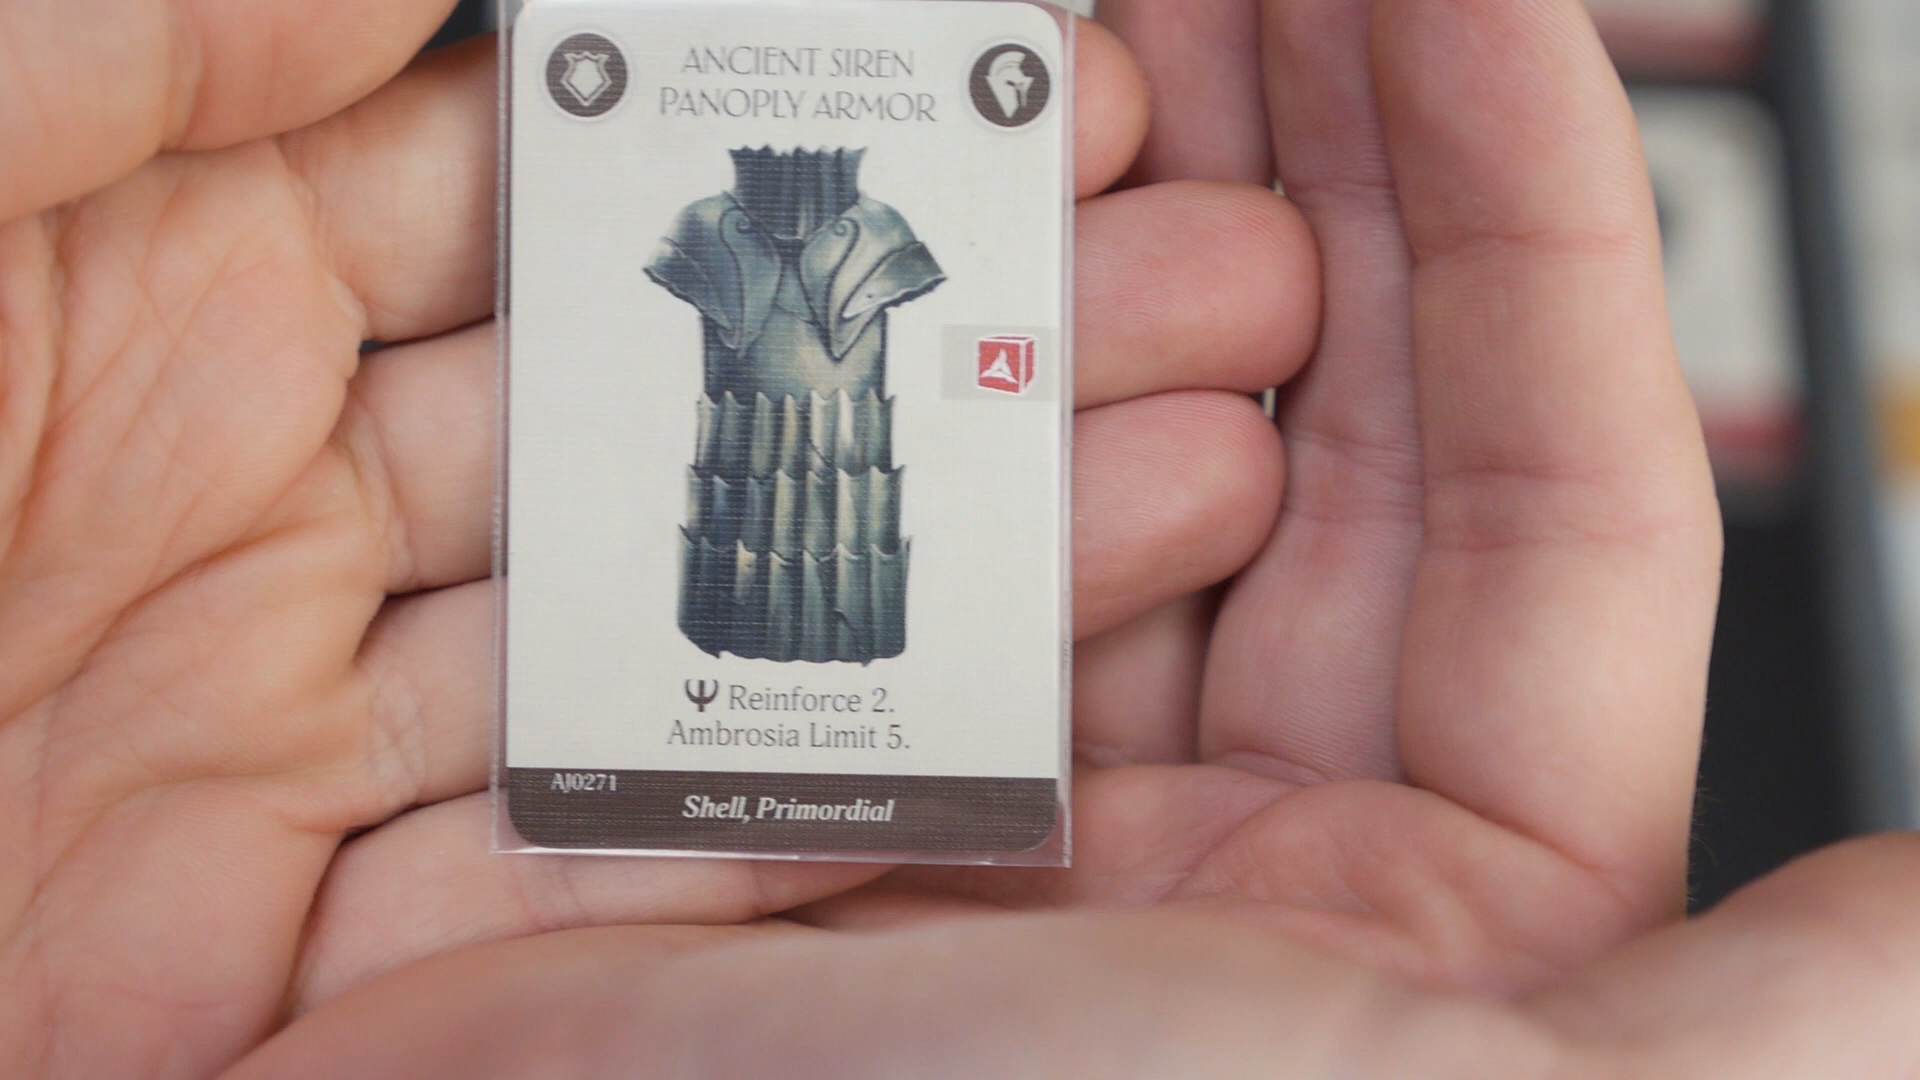 ANCIENT SIREN
PANOPLY ARMOR
Reinforce 2.
Ambrosia Limit 5.
AJ0271
Shell, Primordial